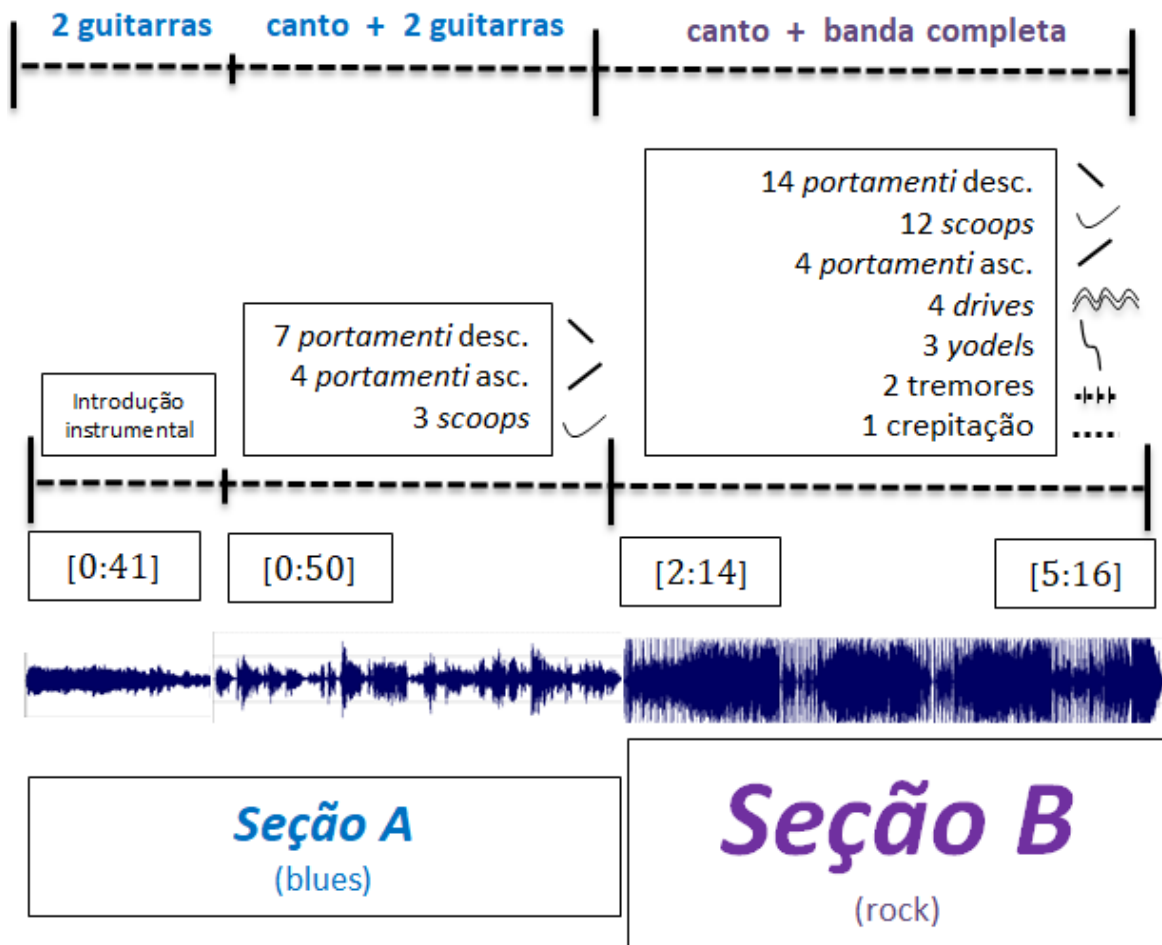 2 guitarras
canto + 2 guitarras
canto + banda completa
Introdução
instrumental
7 portamenti desc.
4 portamenti asc.
3 scoops
14 portamenti desc.
12 scoops
4 portamenti asc.
4 drives
3 yodels
2 tremores
1 crepitação
[0:41]
[0:50]
[2:14]
[5:16]
Seção A
(blues)
Seção B
(rock)